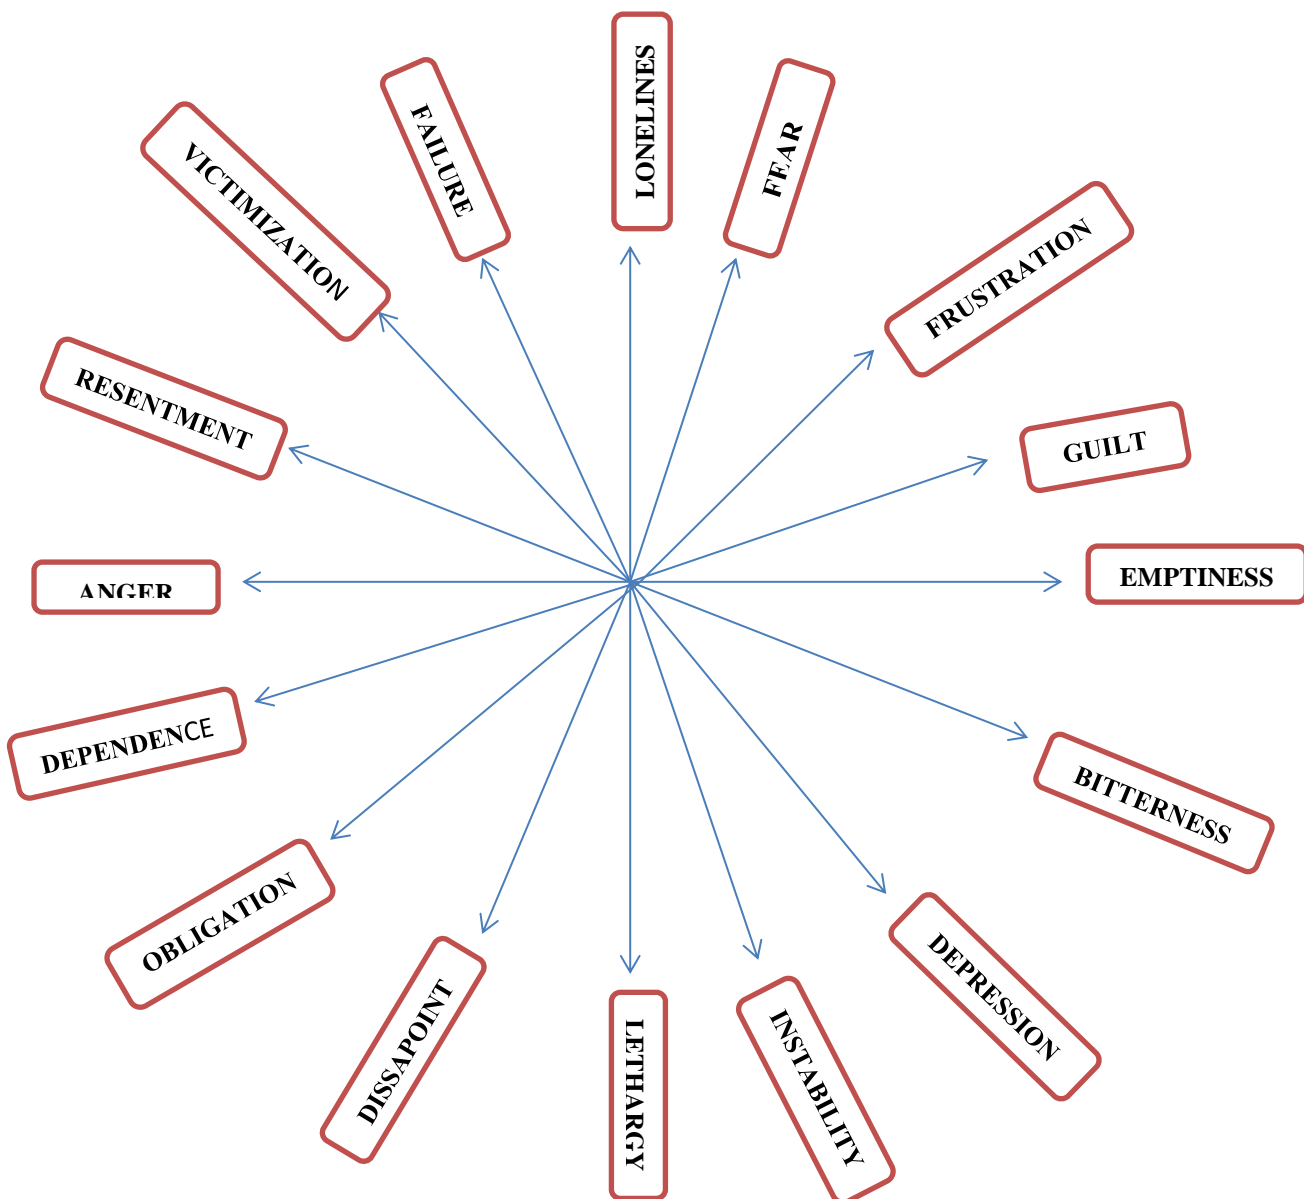 LONELINES
FEAR
FRUSTRATION
GUILT
EMPTINESS
BITTERNESS
DEPRESSION
INSTABILITY
LETHARGY
DISSAPOINT
OBLIGATION
DEPENDENCE
ANGER
RESENTMENT
VICTIMIZATION
FAILURE